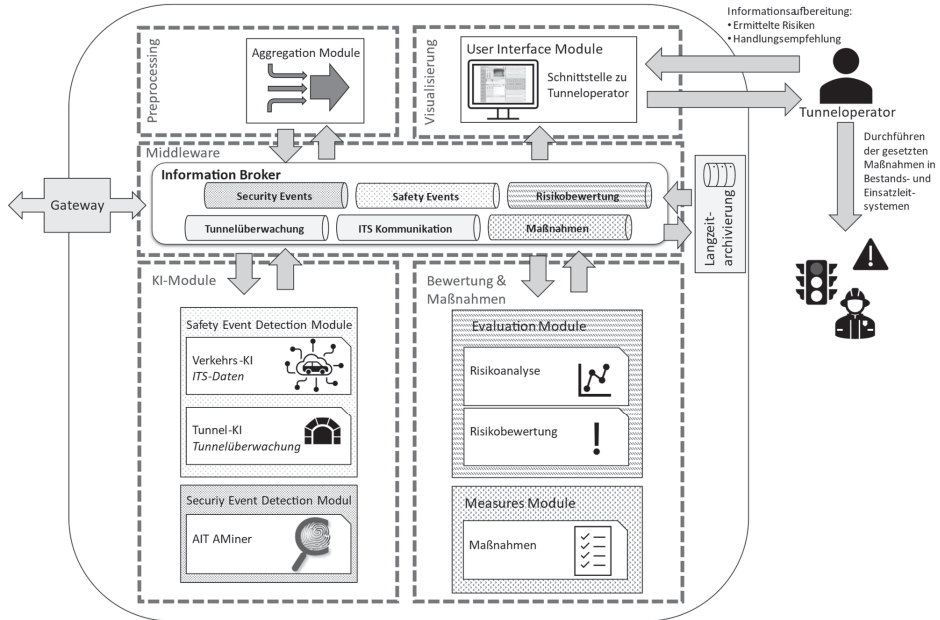 Informationsaufbereitung:
• Ermittelte Risiken
• Handlungsempfehlung
Preprocessing
Aggregation Module
Visualisierung
User Interface Module
Schnittstelle zu
Tunneloperator
Tunneloperator
Durchführen
der gesetzten
Maßnahmen in
Bestands- und
Einsatzleit-
systemen
Middleware
Information Broker
Security Events
Safety Events
Risikobewertung
Tunnelüberwachung
ITS Kommunikation
Maßnahmen
Gateway
Langzeit-
archivierung
KI-Module
Safety Event Detection Module
Verkehrs-KI
ITS-Daten
Tunnel-KI
Tunnelüberwachung
Securiy Event Detection Modul
AIT AMiner
Bewertung &
Maßnahmen
Evaluation Module
Risikoanalyse
Risikobewertung
!
Measures Module
Maßnahmen